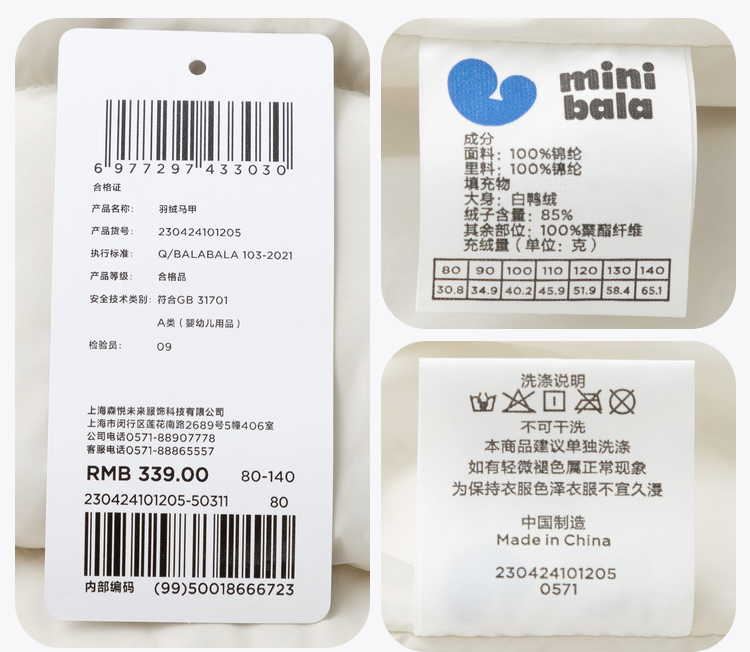 6 977297 433030
合格证
产品名称: 羽绒马甲
产品货号: 230424101205
执行标准: Q/BALABALA 103-2021
产品等级: 合格品
安全技术类别: 符合GB 31701
A类（婴幼儿用品）
检验员: 09
上海森悦未来服饰科技有限公司
上海市闵行区莲花南路2689号5幢406室
公司电话0571-88907778
客服电话0571-88865557
RMB 339.00 80-140
230424101205-50311 80
内部编码 (99)50018666723
mini
bala
成分
面料：100%锦纶
里料：100%锦纶
填充物
大身：白鸭绒
绒子含量：85%
其余部位：100%聚酯纤维
充绒量（单位：克）
80 90 100 110 120 130 140
30.8 34.9 40.2 45.9 51.9 58.4 65.1
洗涤说明
不可干洗
本商品建议单独洗涤
如有轻微褪色属正常现象
为保持衣服色泽衣服不宜久浸
中国制造
Made in China
230424101205
0571